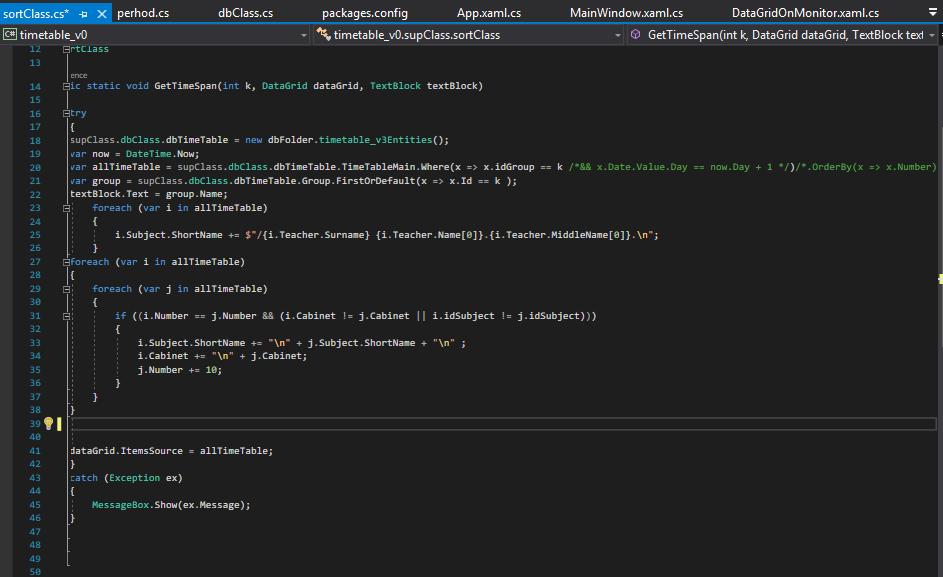 sortClass.cs* perhod.cs dbClass.cs packages.config App.xaml.cs MainWindow.xaml.cs DataGridOnMonitor.xaml.cs
C# timetable_v0 timetable_v0.supClass.sortClass GetTimeSpan(int k, DataGrid dataGrid, TextBlock text
12 rtClass
13
ence
14 ic static void GetTimeSpan(int k, DataGrid dataGrid, TextBlock textBlock)
15
16 try
17 {
18 supClass.dbClass.dbTimeTable = new dbFolder.timetable_v3Entities();
19 var now = DateTime.Now;
20 var allTimeTable = supClass.dbClass.dbTimeTable.TimeTableMain.Where(x => x.idGroup == k /*&& x.Date.Value.Day == now.Day + 1 */)/*.OrderBy(x => x.Number)
21 var group = supClass.dbClass.dbTimeTable.Group.FirstOrDefault(x => x.Id == k );
22 textBlock.Text = group.Name;
23 foreach (var i in allTimeTable)
24 {
25 i.Subject.ShortName += $"/{i.Teacher.Surname} {i.Teacher.Name[0]}.{i.Teacher.MiddleName[0]}.\n";
26 }
27 foreach (var i in allTimeTable)
28 {
29 foreach (var j in allTimeTable)
30 {
31 if ((i.Number == j.Number && (i.Cabinet != j.Cabinet || i.idSubject != j.idSubject)))
32 {
33 i.Subject.ShortName += "\n" + j.Subject.ShortName + "\n" ;
34 i.Cabinet += "\n" + j.Cabinet;
35 j.Number += 10;
36 }
37 }
38 }
39
40
41 dataGrid.ItemsSource = allTimeTable;
42 }
43 catch (Exception ex)
44 {
45 MessageBox.Show(ex.Message);
46 }
47
48
49
50